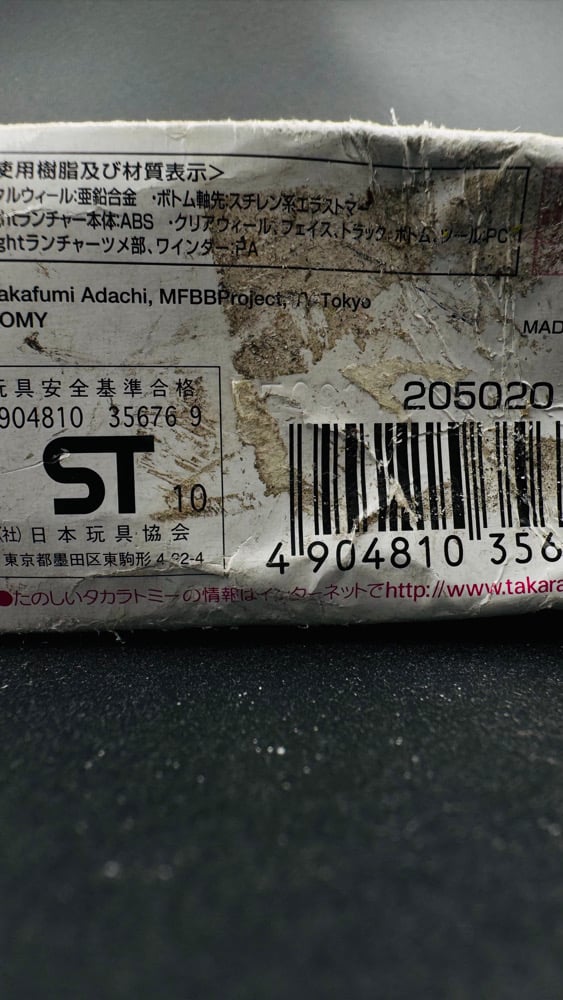 使用樹脂及び材質表示>
タルウィール:亜鉛合金 ・ボトム軸先:スチレン系エラストマー
ランチャー本体:ABS ・クリアウィール、フェイス、トラック、ボトム、ツール:PC
ghtランチャーツメ部、ワインダー:PA
akafumi Adachi, MFBBProject, Tokyo
OMY
MAD
玩具安全基準合格
904810 35676 9
ST
10
(社)日本玩具協会
東京都墨田区東駒形4-22-4
205020
4 904810 356
●たのしいタカラトミーの情報はインターネットでhttp://www.takara